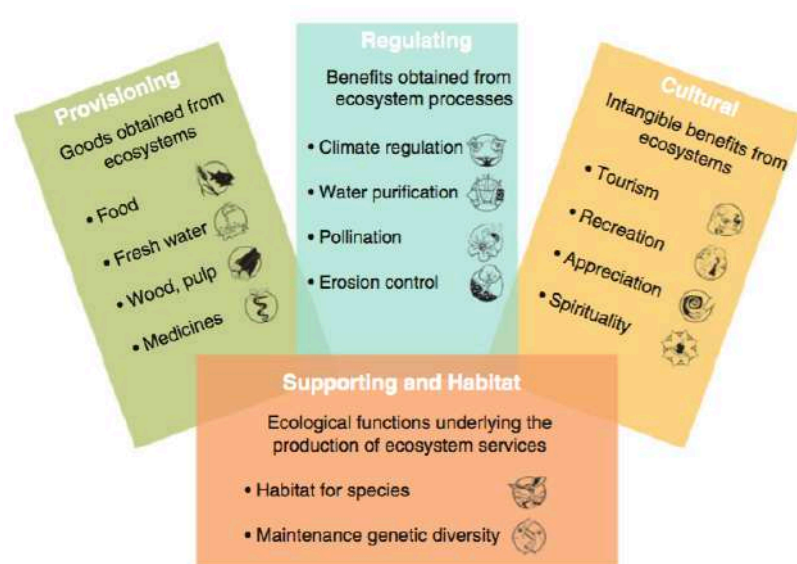 Provisioning
Goods obtained from
ecosystems
• Food
• Fresh water
• Wood, pulp
• Medicines
Regulating
Benefits obtained from
ecosystem processes
• Climate regulation
• Water purification
• Pollination
• Erosion control
Cultural
Intangible benefits from
ecosystems
• Tourism
• Recreation
• Appreciation
• Spirituality
Supporting and Habitat
Ecological functions underlying the
production of ecosystem services
• Habitat for species
• Maintenance genetic diversity